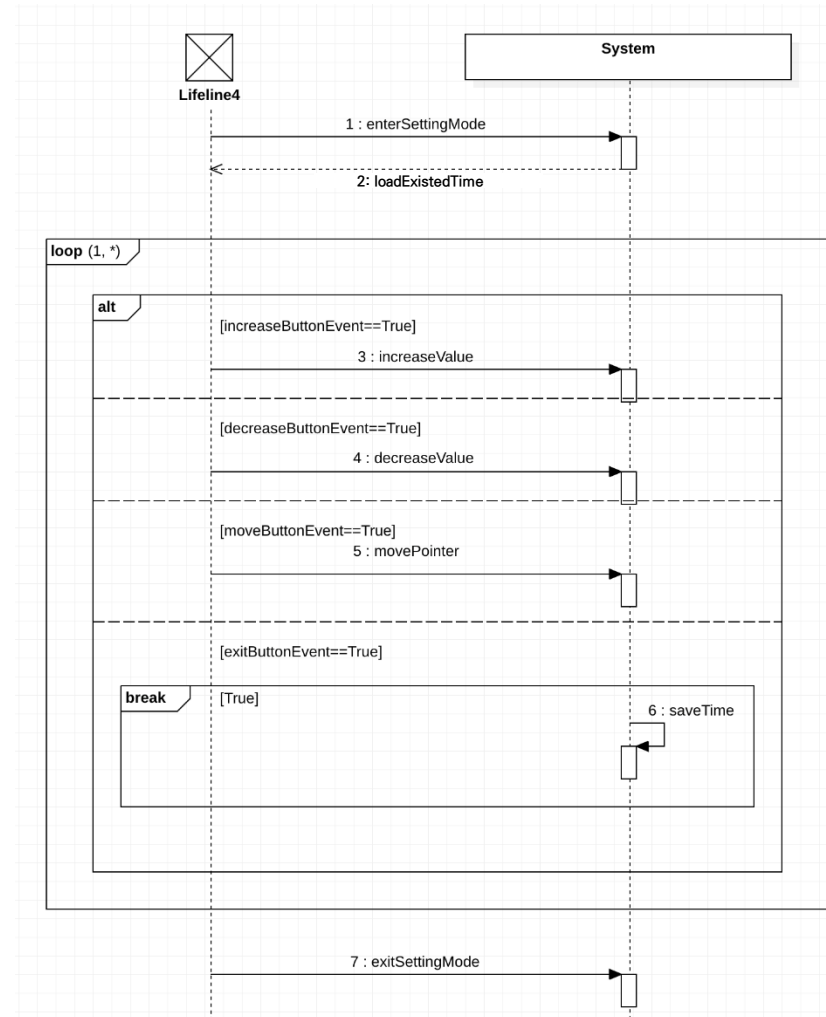 System
Lifeline4
1 : enterSettingMode
2: loadExistedTime
loop (1, *)
alt
[increaseButtonEvent==True]
3 : increaseValue
[decreaseButtonEvent==True]
4 : decreaseValue
[moveButtonEvent==True]
5 : movePointer
[exitButtonEvent==True]
break [True]
6 : saveTime
7 : exitSettingMode